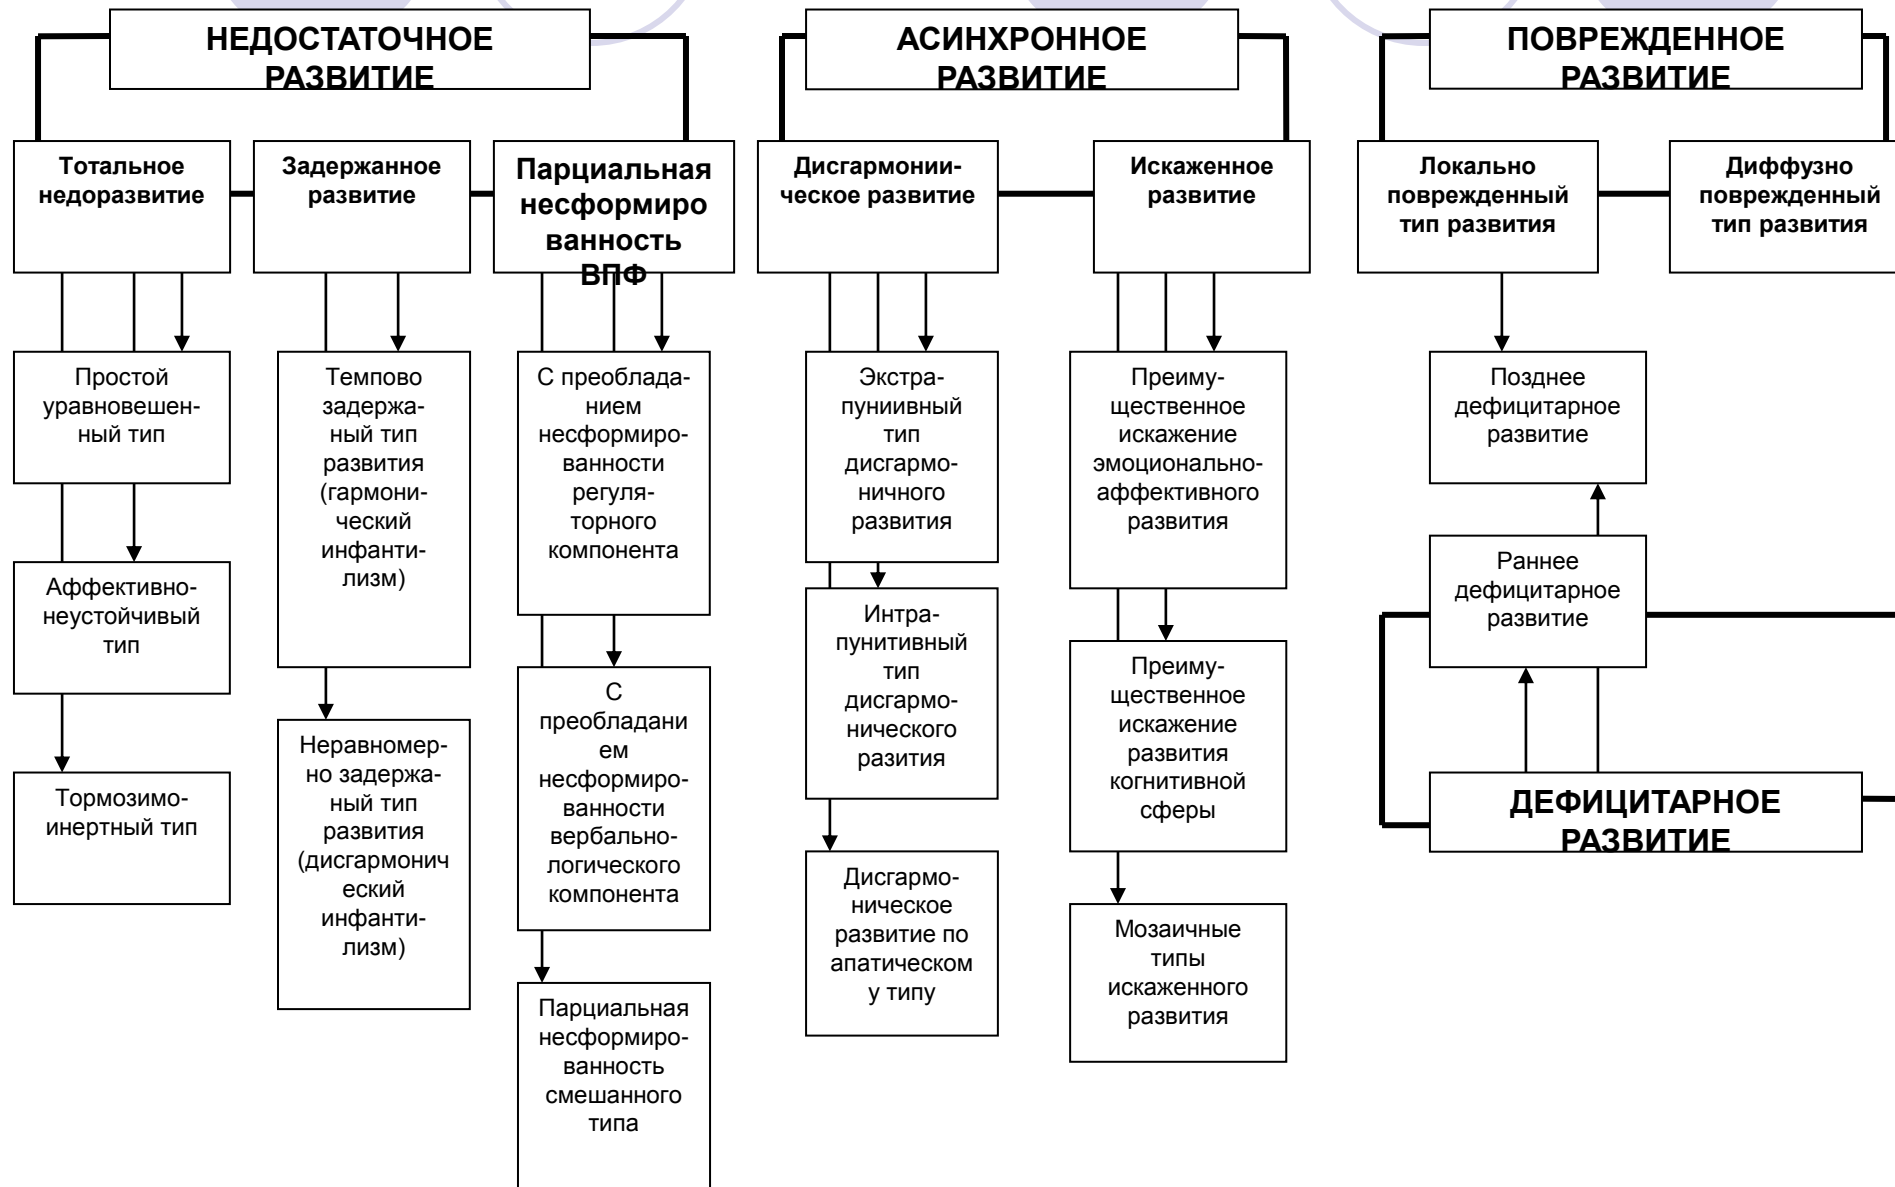 НЕДОСТАТОЧНОЕ
РАЗВИТИЕ
АСИНХРОННОЕ
РАЗВИТИЕ
ПОВРЕЖДЕННОЕ
РАЗВИТИЕ
Тотальное
недоразвитие
Задержанное
развитие
Парциальная
несформиро
ванность
ВПФ
Дисгармонии-
ческое развитие
Искаженное
развитие
Локально
поврежденный
тип развития
Диффузно
поврежденный
тип развития
Простой
уравновешен-
ный тип
Аффективно-
неустойчивый
тип
Тормозимо-
инертный тип
Темпово
задержа-
ный тип
развития
(гармони-
ческий
инфанти-
лизм)
Неравномер-
но задержа-
ный тип
развития
(дисгармонич
еский
инфанти-
лизм)
С преоблада-
нием
несформиро-
ванности
регуля-
торного
компонента
С
преобладани
ем
несформиро-
ванности
вербально-
логического
компонента
Парциальная
несформиро-
ванность
смешанного
типа
Экстра-
пуниивный
тип
дисгармо-
ничного
развития
Интра-
пунитивный
тип
дисгармо-
нического
разития
Дисгармо-
ническое
развитие по
апатическом
у типу
Преиму-
щественное
искажение
эмоционально-
аффективного
развития
Преиму-
щественное
искажение
развития
когнитивной
сферы
Мозаичные
типы
искаженного
развития
Позднее
дефицитарное
развитие
Раннее
дефицитарное
развитие
ДЕФИЦИТАРНОЕ
РАЗВИТИЕ